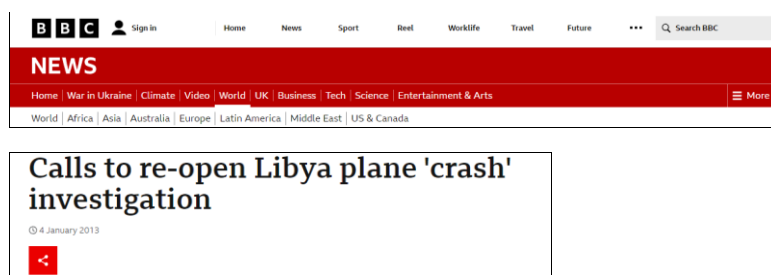 BBC Sign in Home News Sport Reel Worklife Travel Future ••• Search BBC
NEWS
Home War in Ukraine Climate Video World UK Business Tech Science Entertainment & Arts More
World Africa Asia Australia Europe Latin America Middle East US & Canada
Calls to re-open Libya plane 'crash'
investigation
4 January 2013